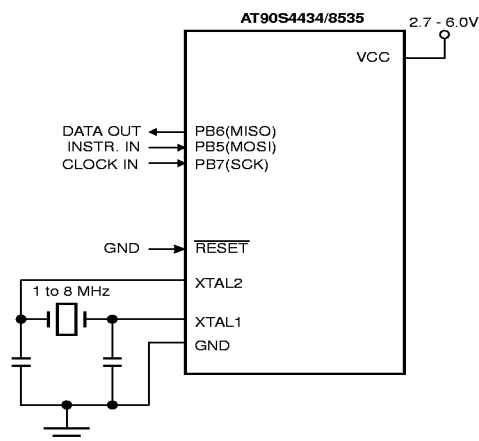 AT90S4434/8535
2.7 - 6.0V
VCC
DATA OUT PB6(MISO)
INSTR. IN PB5(MOSI)
CLOCK IN PB7(SCK)
GND RESET
XTAL2
1 to 8 MHz
XTAL1
GND